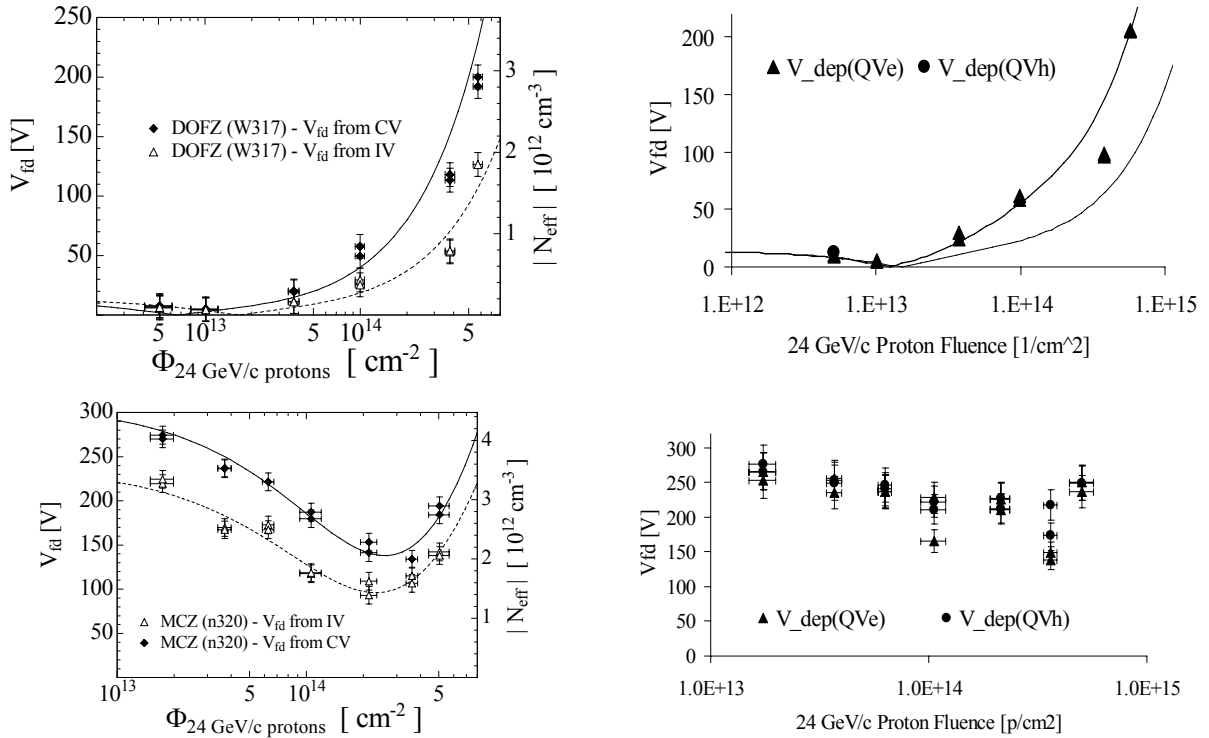 250
200
150
100
50
V_fd [V]
DOFZ (W317) - V_fd from CV
DOFZ (W317) - V_fd from IV
3
2
1
| N_eff | [ 10^12 cm^-3 ]
5 10^13 5 10^14 5
Φ_24 GeV/c protons [ cm^-2 ]
200
150
100
50
0
Vfd [V]
V_dep(QVe) V_dep(QVh)
1.E+12 1.E+13 1.E+14 1.E+15
24 GeV/c Proton Fluence [1/cm^2]
300
250
200
150
100
50
V_fd [V]
MCZ (n320) - V_fd from IV
MCZ (n320) - V_fd from CV
4
3
2
1
| N_eff | [ 10^12 cm^-3 ]
10^13 5 10^14 5
Φ_24 GeV/c protons [ cm^-2 ]
300
250
200
150
100
50
0
Vfd [V]
V_dep(QVe) V_dep(QVh)
1.0E+13 1.0E+14 1.0E+15
24 GeV/c Proton Fluence [p/cm2]